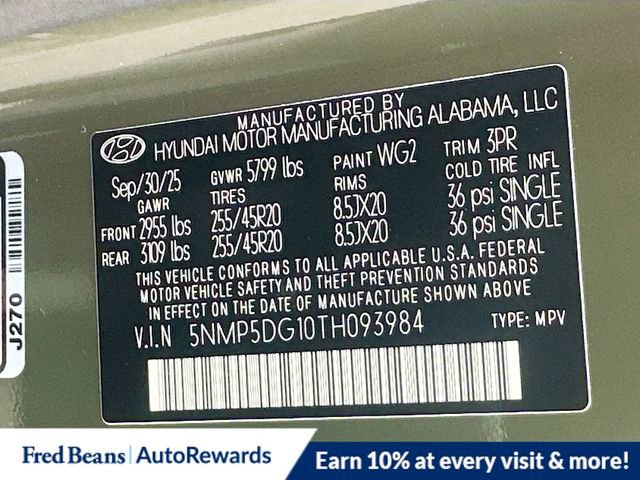 MANUFACTURED BY
HYUNDAI MOTOR MANUFACTURING ALABAMA, LLC
Sep/30/25 GVWR 5799 lbs PAINT WG2 TRIM 3PR
GAWR TIRES RIMS COLD TIRE INFL
FRONT 2955 lbs 255/45R20 8.5JX20 36 psi SINGLE
REAR 3109 lbs 255/45R20 8.5JX20 36 psi SINGLE
THIS VEHICLE CONFORMS TO ALL APPLICABLE U.S.A. FEDERAL
MOTOR VEHICLE SAFETY AND THEFT PREVENTION STANDARDS
IN EFFECT ON THE DATE OF MANUFACTURE SHOWN ABOVE
V.I.N 5NMP5DG10TH093984 TYPE: MPV
J270
Fred Beans AutoRewards
Earn 10% at every visit & more!